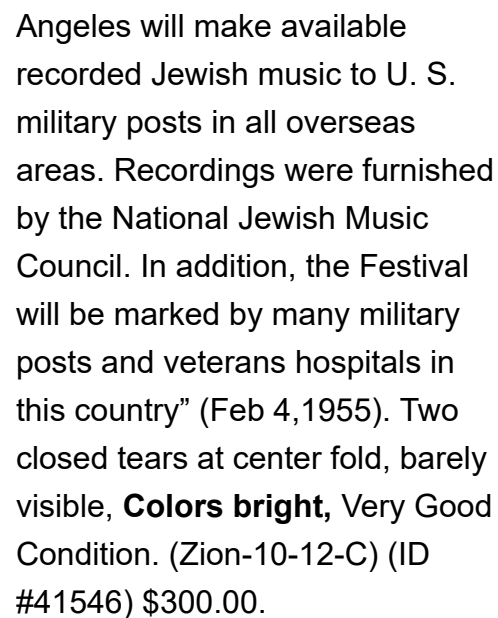 Angeles will make available
recorded Jewish music to U. S.
military posts in all overseas
areas. Recordings were furnished
by the National Jewish Music
Council. In addition, the Festival
will be marked by many military
posts and veterans hospitals in
this country” (Feb 4,1955). Two
closed tears at center fold, barely
visible, Colors bright, Very Good
Condition. (Zion-10-12-C) (ID
#41546) $300.00.